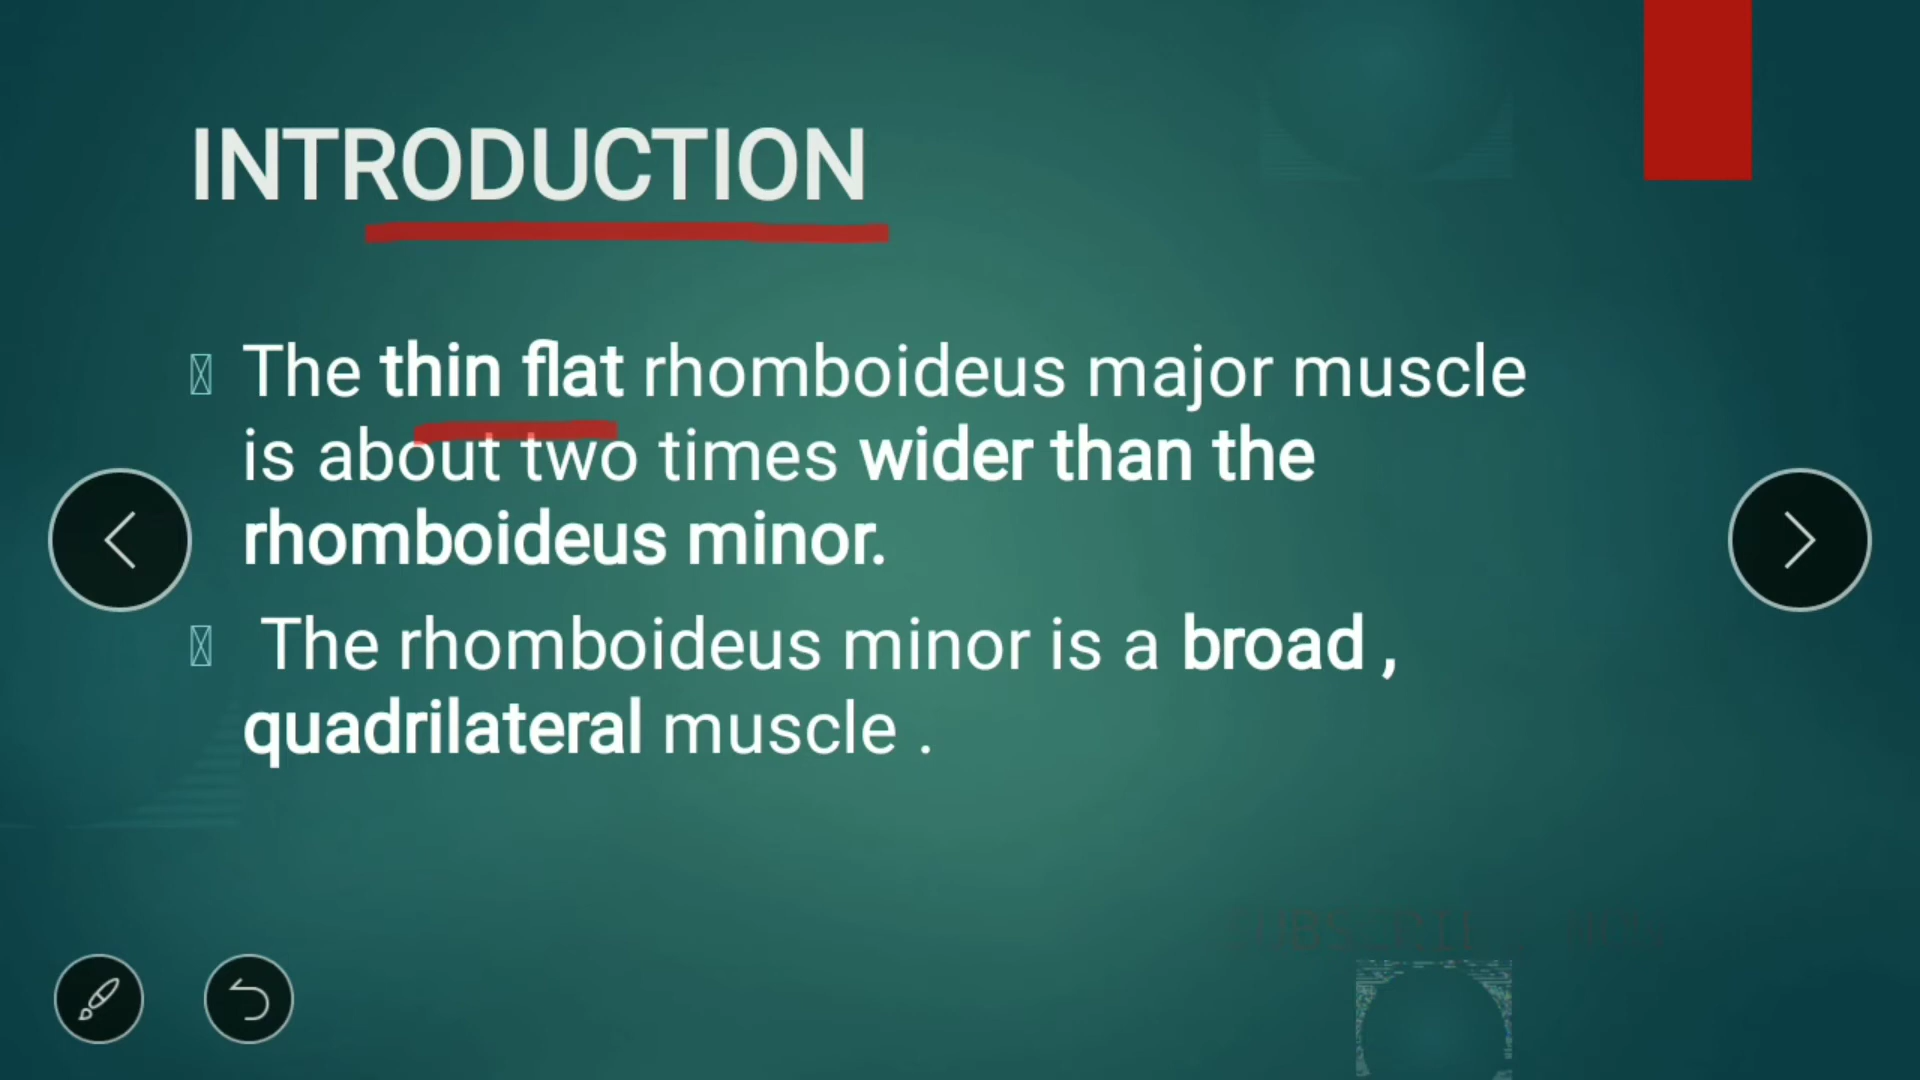 INTRODUCTION
The thin flat rhomboideus major muscle
is about two times wider than the
rhomboideus minor.
The rhomboideus minor is a broad ,
quadrilateral muscle .